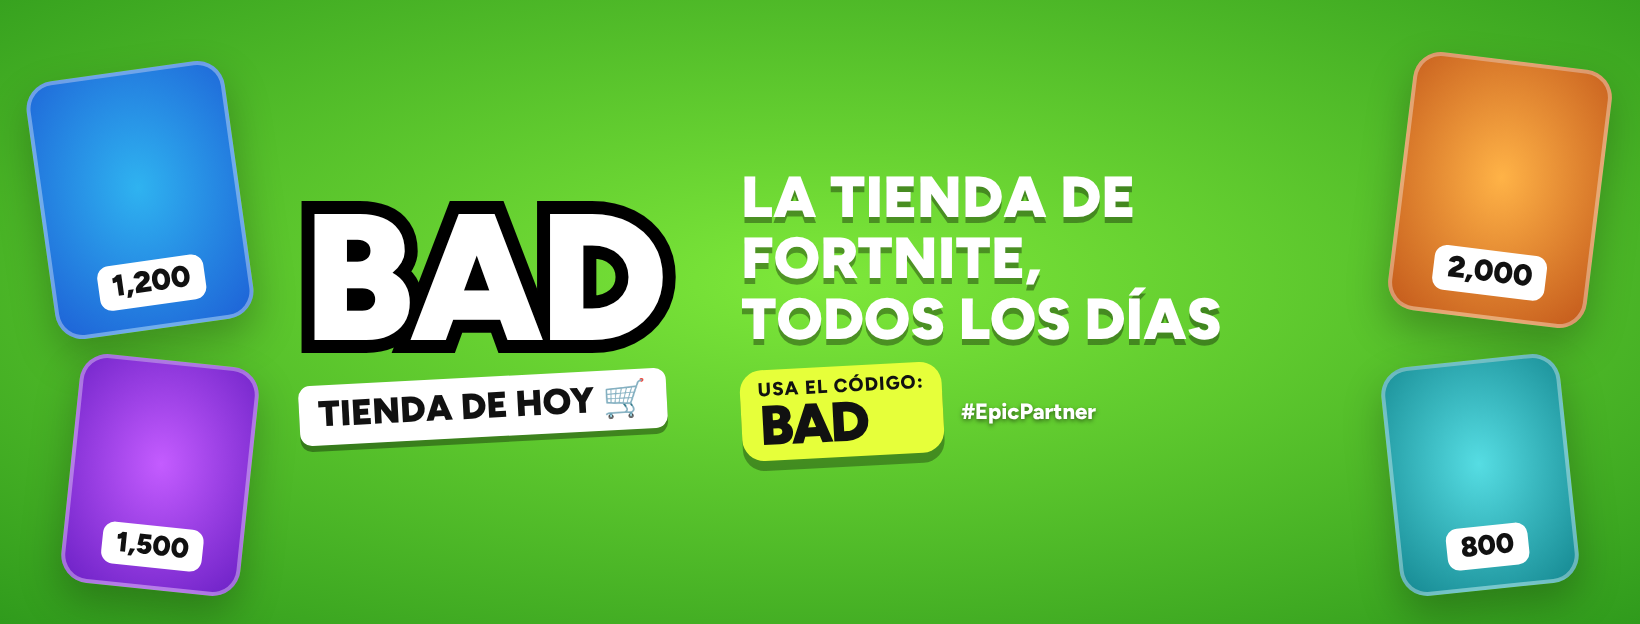 1,200
1,500
BAD
TIENDA DE HOY
LA TIENDA DE
FORTNITE,
TODOS LOS DÍAS
USA EL CÓDIGO:
BAD
#EpicPartner
2,000
800